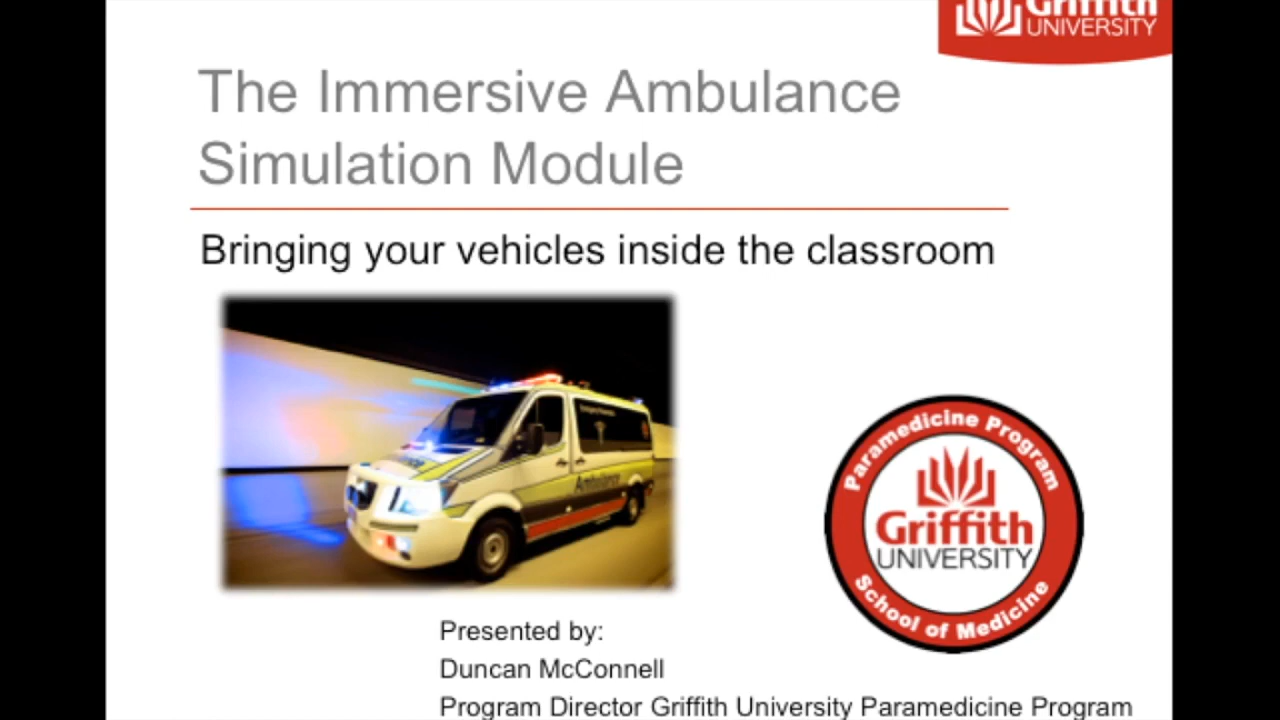 Griffith
UNIVERSITY
The Immersive Ambulance
Simulation Module
Bringing your vehicles inside the classroom
Ambulance
Paramedicine Program
Griffith
UNIVERSITY
School of Medicine
Presented by:
Duncan McConnell
Program Director Griffith University Paramedicine Program